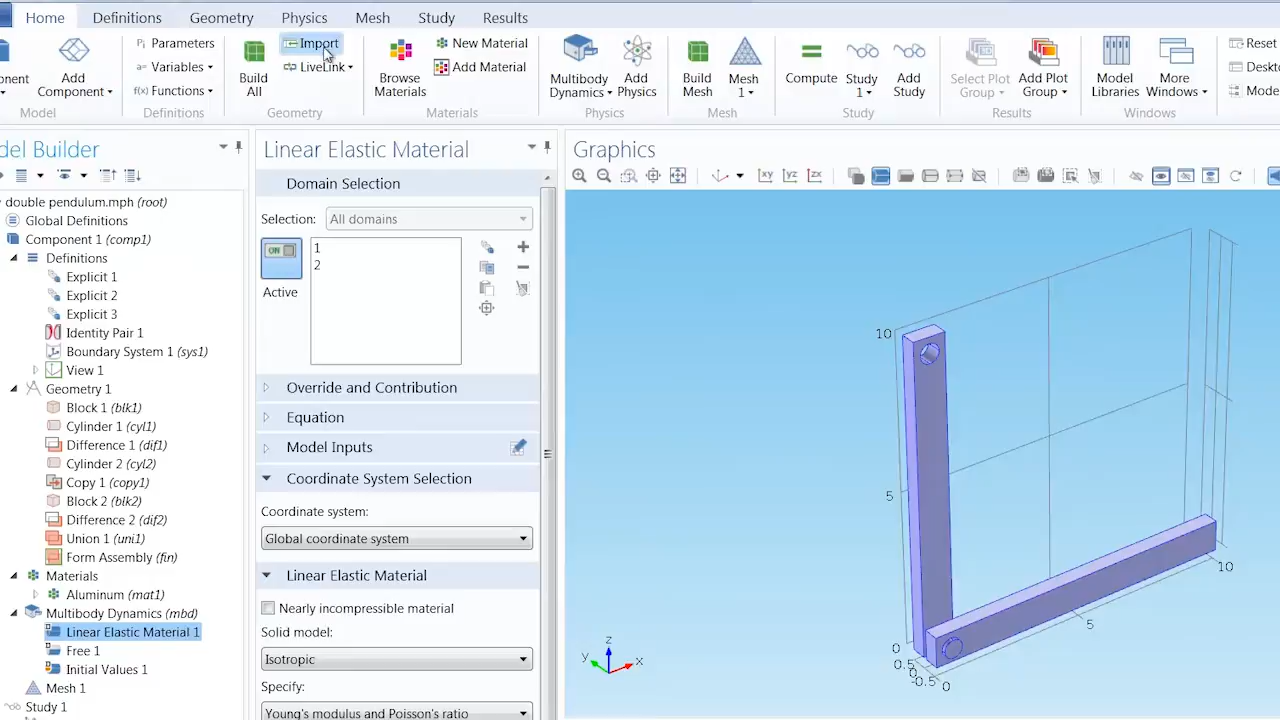 Home Definitions Geometry Physics Mesh Study Results
Parameters
Variables
Functions
Definitions
Add Component
Model
Build All
Import
LiveLink
Geometry
Browse Materials
New Material
Add Material
Materials
Multibody Dynamics
Add Physics
Physics
Build Mesh
Mesh 1
Mesh
Compute
Study 1
Add Study
Study
Select Plot Group
Add Plot Group
Results
Model Libraries
More Windows
Windows
Reset
Pi
a=
f(x)
del Builder
double pendulum.mph (root)
Global Definitions
Component 1 (comp1)
Definitions
Explicit 1
Explicit 2
Explicit 3
Identity Pair 1
Boundary System 1 (sys1)
View 1
Geometry 1
Block 1 (blk1)
Cylinder 1 (cyl1)
Difference 1 (dif1)
Cylinder 2 (cyl2)
Copy 1 (copy1)
Block 2 (blk2)
Difference 2 (dif2)
Union 1 (uni1)
Form Assembly (fin)
Materials
Aluminum (mat1)
Multibody Dynamics (mbd)
Linear Elastic Material 1
Free 1
Initial Values 1
Mesh 1
Study 1
Linear Elastic Material
Domain Selection
Selection: All domains
ON
Active
1
2
Override and Contribution
Equation
Model Inputs
Coordinate System Selection
Coordinate system:
Global coordinate system
Linear Elastic Material
Nearly incompressible material
Solid model:
Isotropic
Specify:
Young's modulus and Poisson's ratio
Graphics
xy yz zx
10
5
0
0.5
0
-0.5 0
5
10
z
y
x